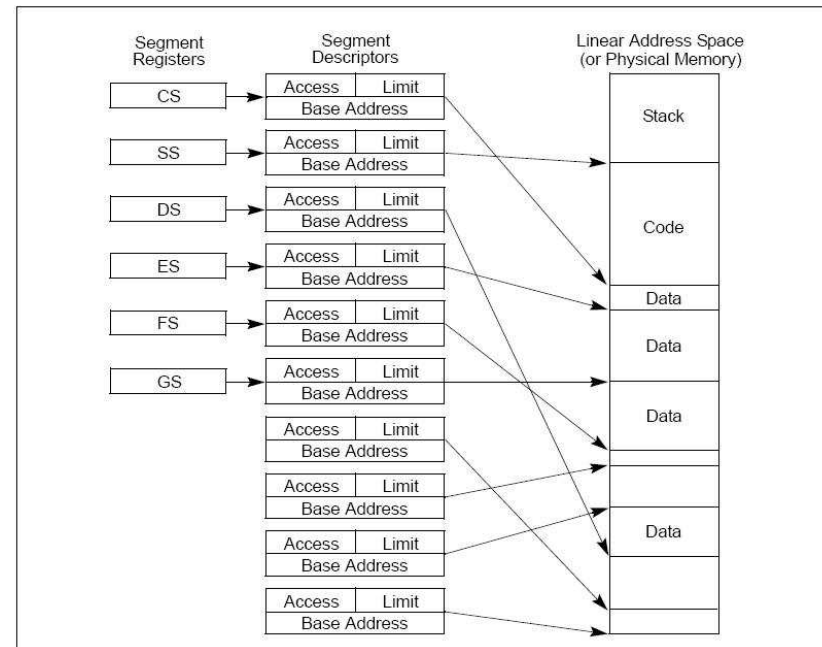 Segment
Registers
Segment
Descriptors
Linear Address Space
(or Physical Memory)
CS
Access Limit
Base Address
Stack
SS
Access Limit
Base Address
DS
Access Limit
Base Address
Code
ES
Access Limit
Base Address
Data
FS
Access Limit
Base Address
Data
GS
Access Limit
Base Address
Data
Access Limit
Base Address
Access Limit
Base Address
Access Limit
Base Address
Data
Access Limit
Base Address